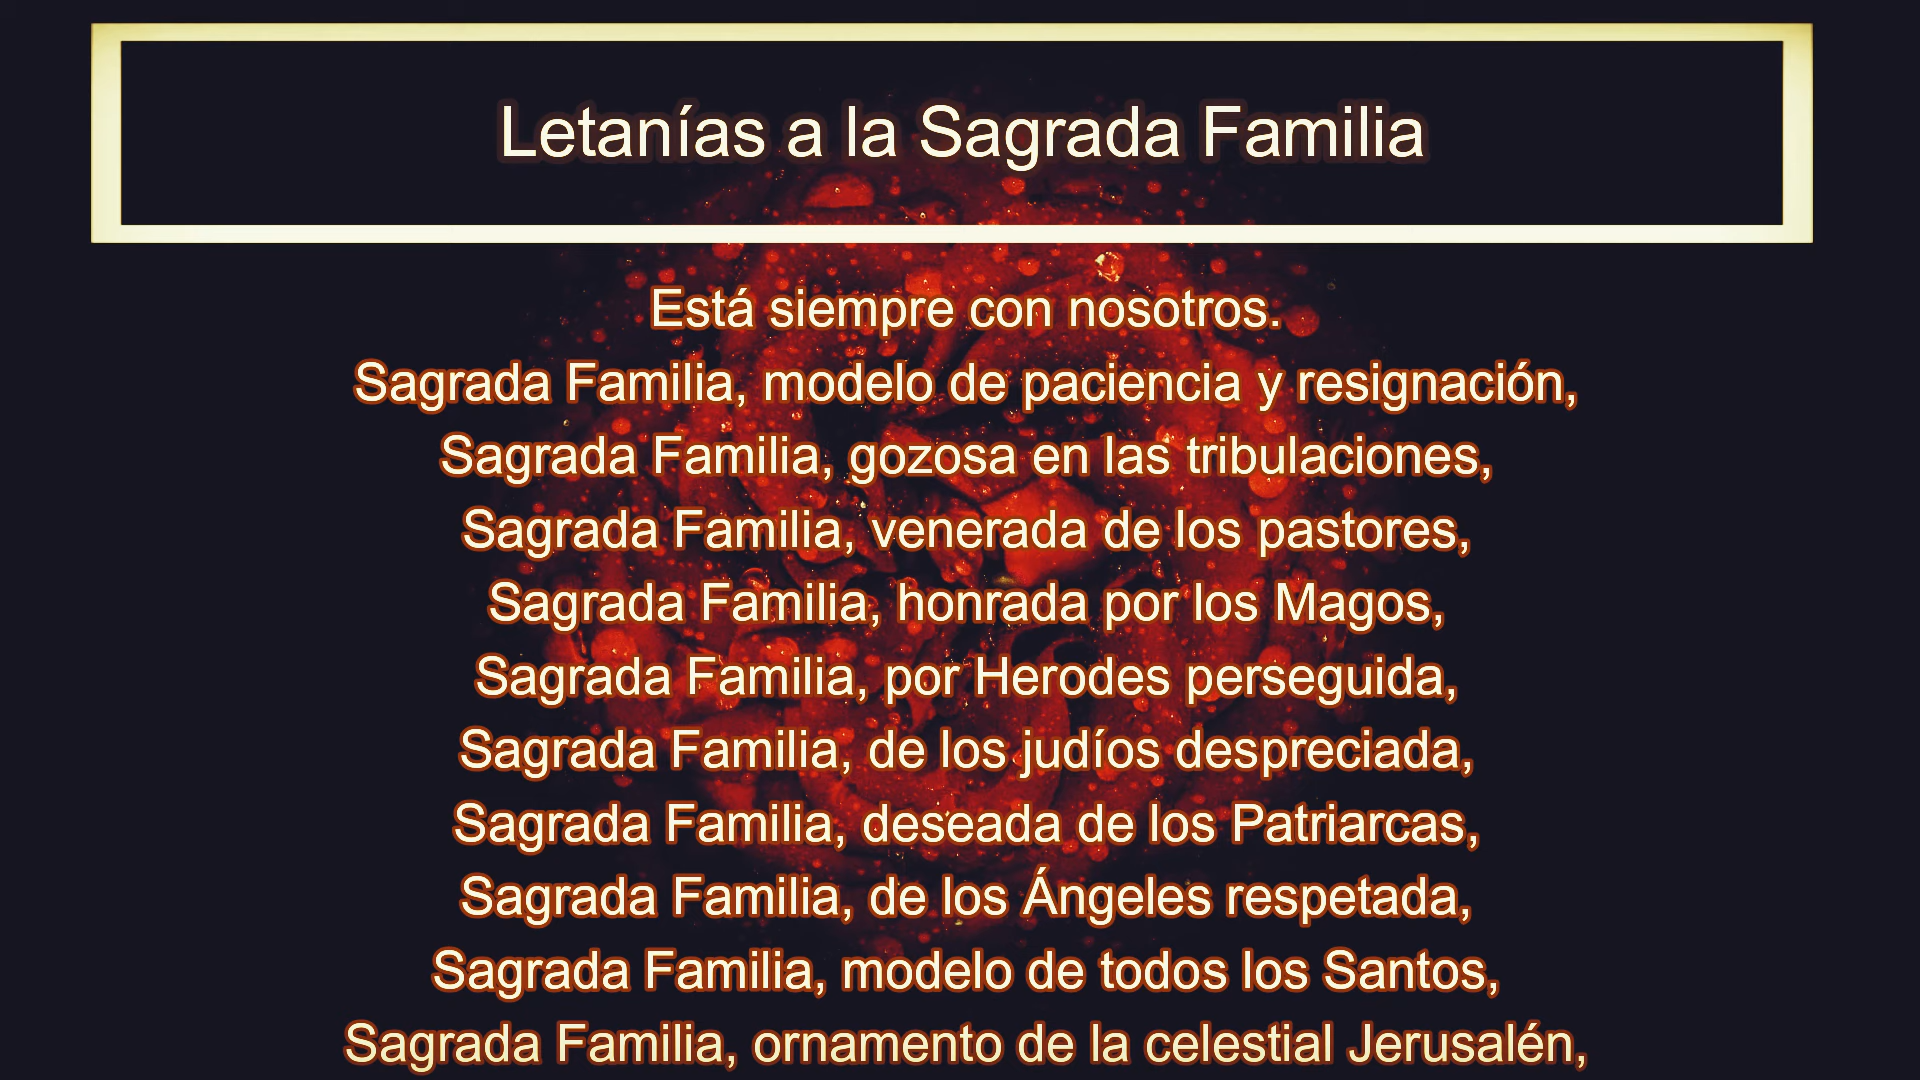 Letanías a la Sagrada Familia
Está siempre con nosotros.
Sagrada Familia, modelo de paciencia y resignación,
Sagrada Familia, gozosa en las tribulaciones,
Sagrada Familia, venerada de los pastores,
Sagrada Familia, honrada por los Magos,
Sagrada Familia, por Herodes perseguida,
Sagrada Familia, de los judíos despreciada,
Sagrada Familia, deseada de los Patriarcas,
Sagrada Familia, de los Ángeles respetada,
Sagrada Familia, modelo de todos los Santos,
Sagrada Familia, ornamento de la celestial Jerusalén,